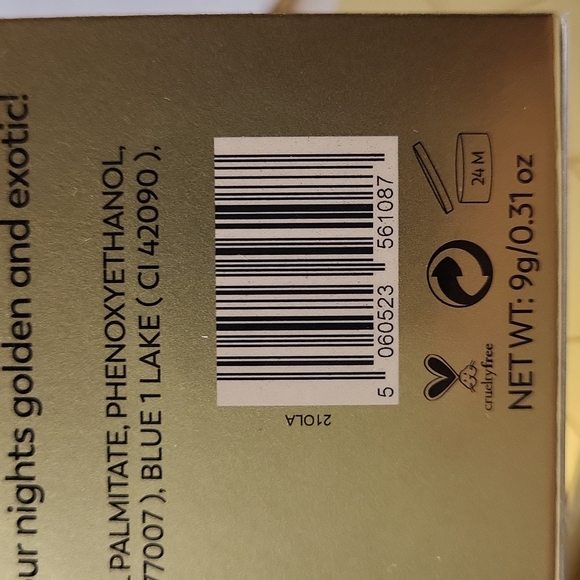 ur nights golden and exotic!
PALMITATE, PHENOXYETHANOL,
77007 ), BLUE 1 LAKE ( CI 42090 ),
210LA
5 060523 561087
24 M
crueltyfree
NET WT: 9g/0.31 oz